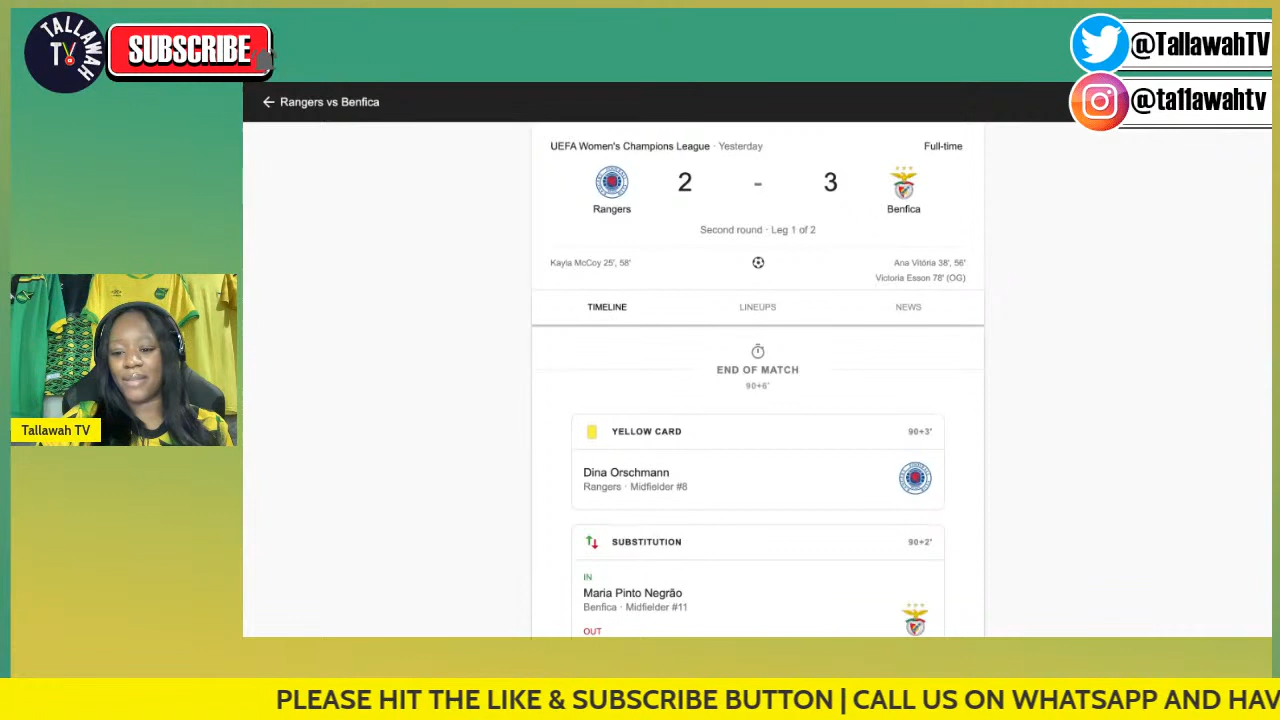 TALLAWAH
TV
SUBSCRIBE
@TallawahTV
@ta11awahtv
← Rangers vs Benfica
UEFA Women's Champions League · Yesterday
Full-time
2 - 3
Rangers
Benfica
Second round · Leg 1 of 2
Kayla McCoy 25', 58'
Ana Vitória 38', 56'
Victoria Esson 78' (OG)
TIMELINE
LINEUPS
NEWS
END OF MATCH
90+6'
YELLOW CARD
90+3'
Dina Orschmann
Rangers · Midfielder #8
SUBSTITUTION
90+2'
IN
Maria Pinto Negrão
Benfica · Midfielder #11
OUT
Tallawah TV
PLEASE HIT THE LIKE & SUBSCRIBE BUTTON | CALL US ON WHATSAPP AND HAV